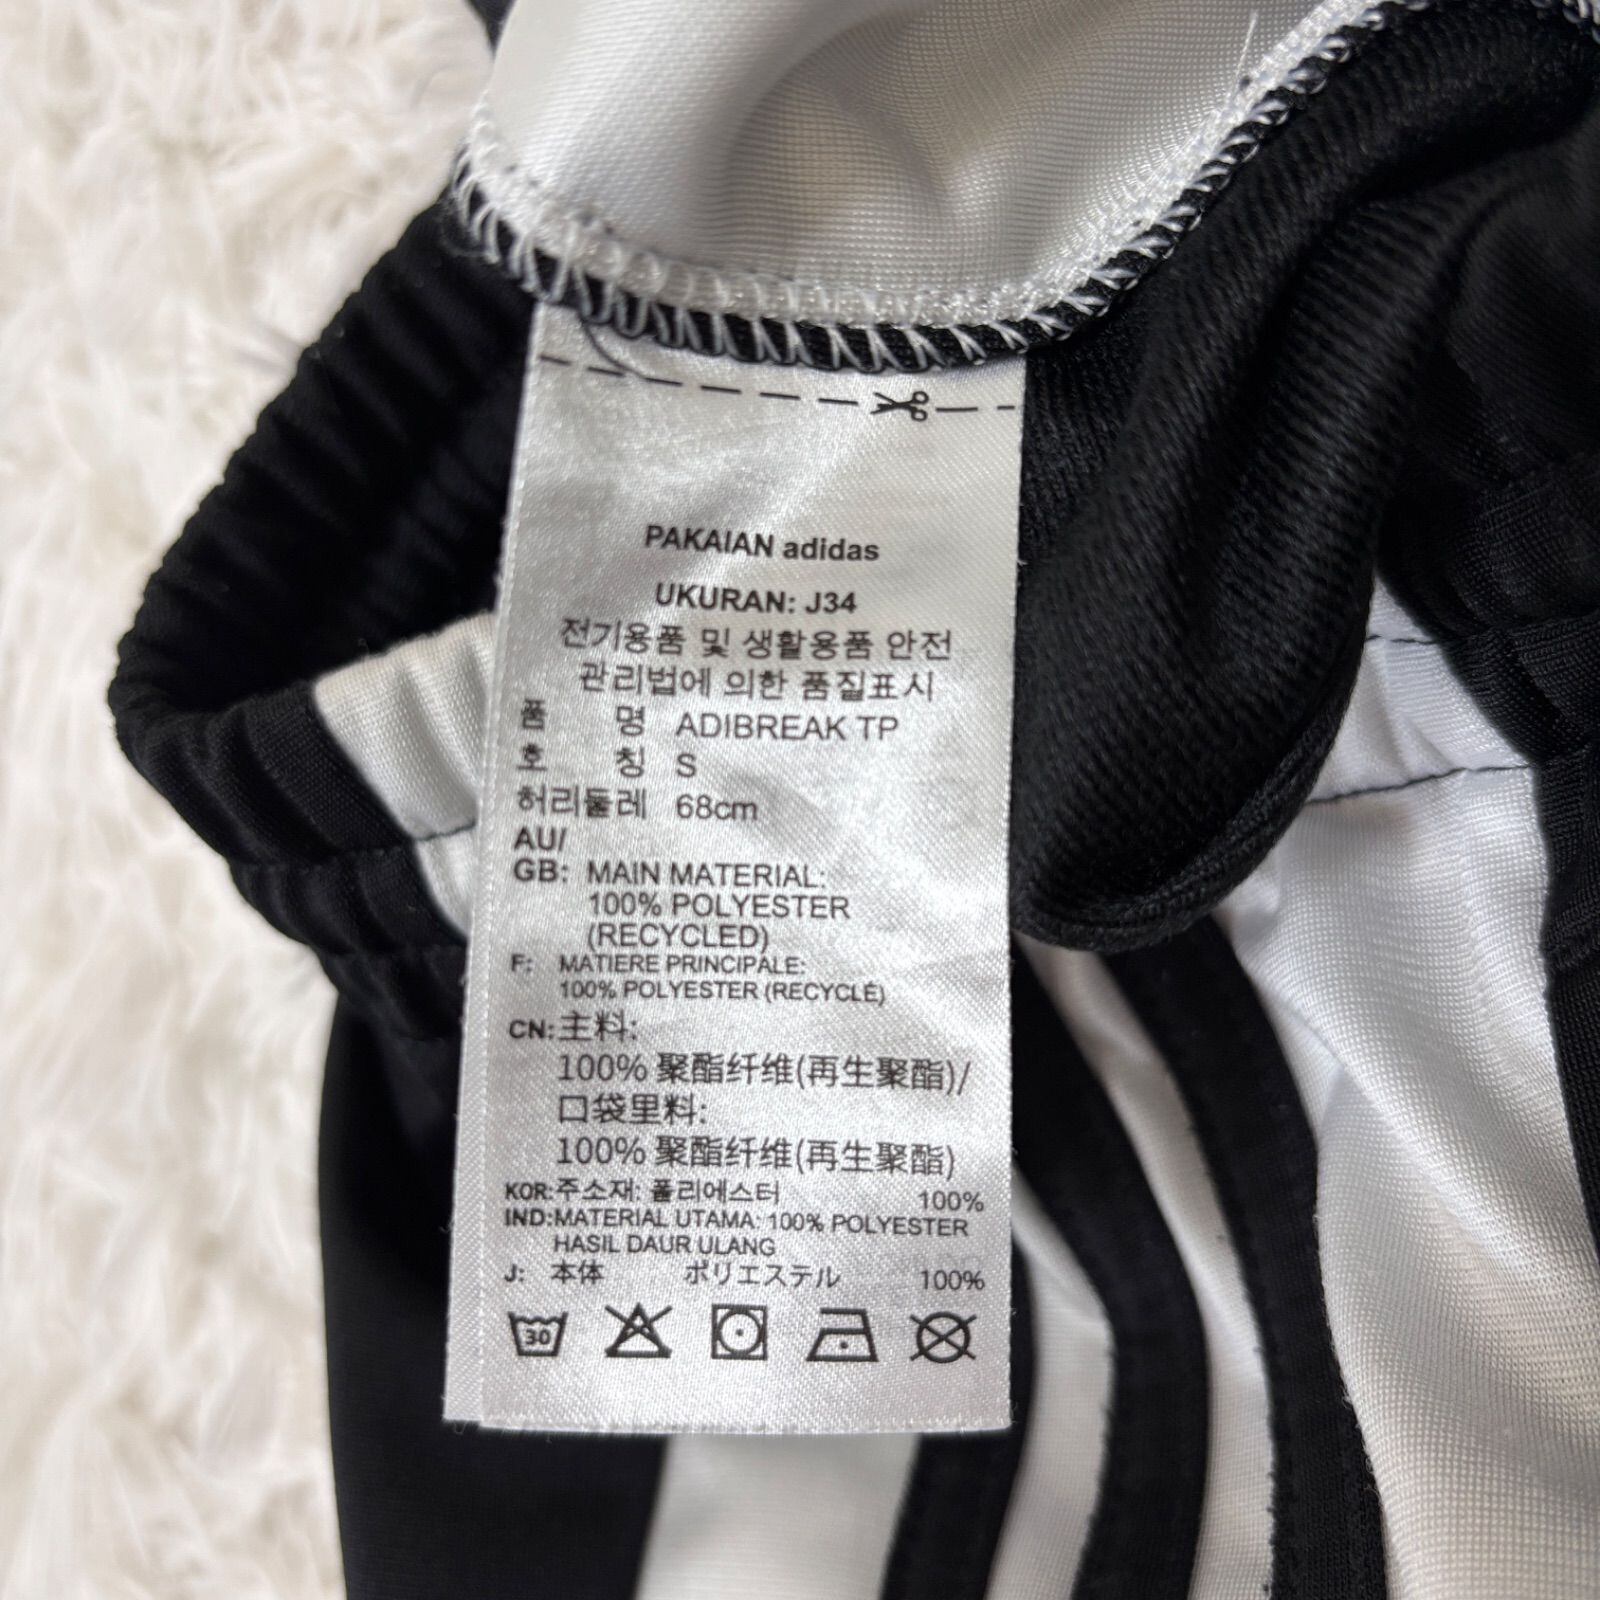 PAKAIAN adidas
UKURAN: J34
전기용품 및 생활용품 안전
관리법에 의한 품질표시
품 명 ADIBREAK TP
호 칭 S
허리둘레 68cm
AU/
GB: MAIN MATERIAL:
100% POLYESTER
(RECYCLED)
F: MATIERE PRINCIPALE:
100% POLYESTER (RECYCLÉ)
CN:主料:
100% 聚酯纤维(再生聚酯)/
口袋里料:
100% 聚酯纤维(再生聚酯)
KOR:주소재: 폴리에스터 100%
IND:MATERIAL UTAMA: 100% POLYESTER
HASIL DAUR ULANG
J: 本体 ポリエステル 100%
30